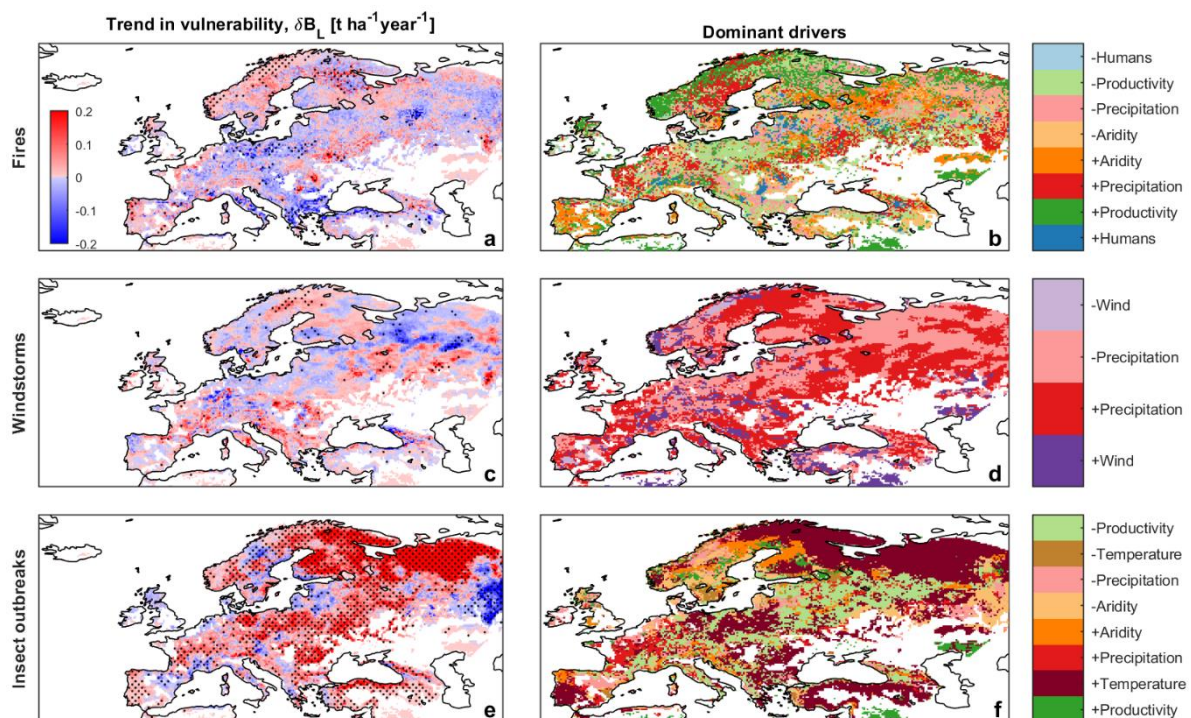 Trend in vulnerability, δB_L [t ha⁻¹year⁻¹]
Dominant drivers
Fires
0.2
0.1
0
-0.1
-0.2
a
b
-Humans
-Productivity
-Precipitation
-Aridity
+Aridity
+Precipitation
+Productivity
+Humans
Windstorms
c
d
-Wind
-Precipitation
+Precipitation
+Wind
Insect outbreaks
e
f
-Productivity
-Temperature
-Precipitation
-Aridity
+Aridity
+Precipitation
+Temperature
+Productivity